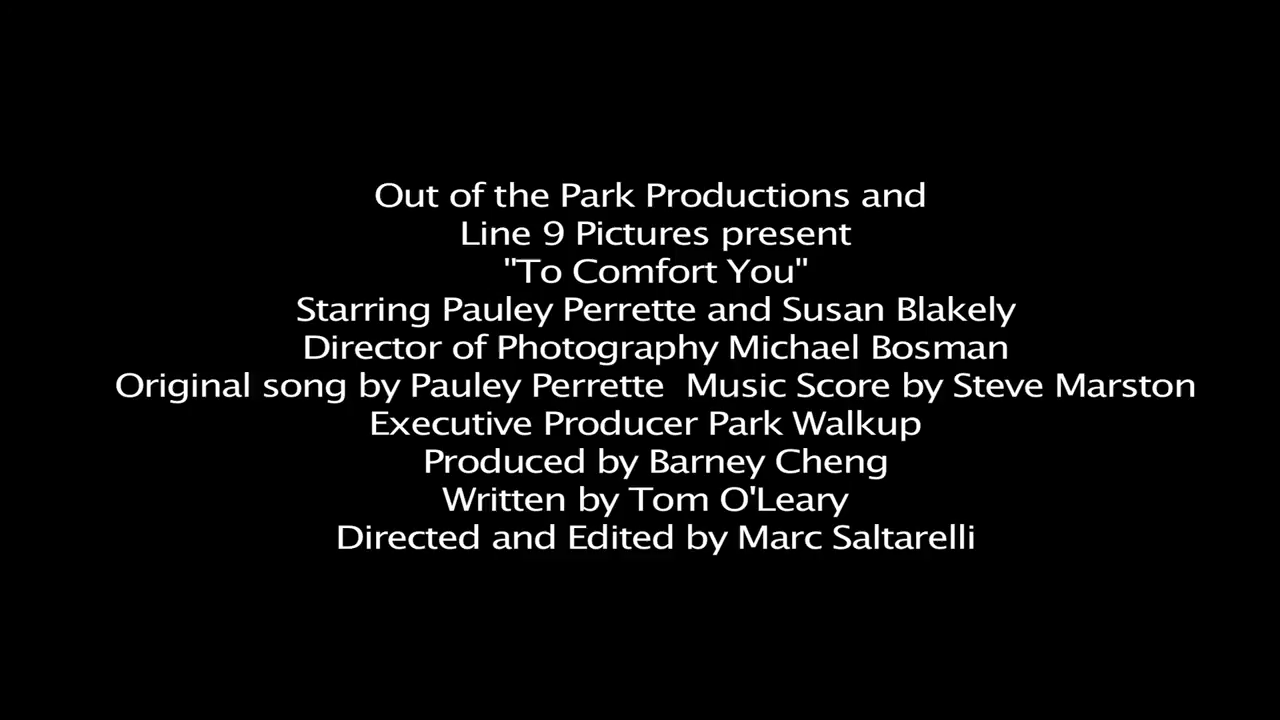 Out of the Park Productions and
Line 9 Pictures present
"To Comfort You"
Starring Pauley Perrette and Susan Blakely
Director of Photography Michael Bosman
Original song by Pauley Perrette  Music Score by Steve Marston
Executive Producer Park Walkup
Produced by Barney Cheng
Written by Tom O'Leary
Directed and Edited by Marc Saltarelli